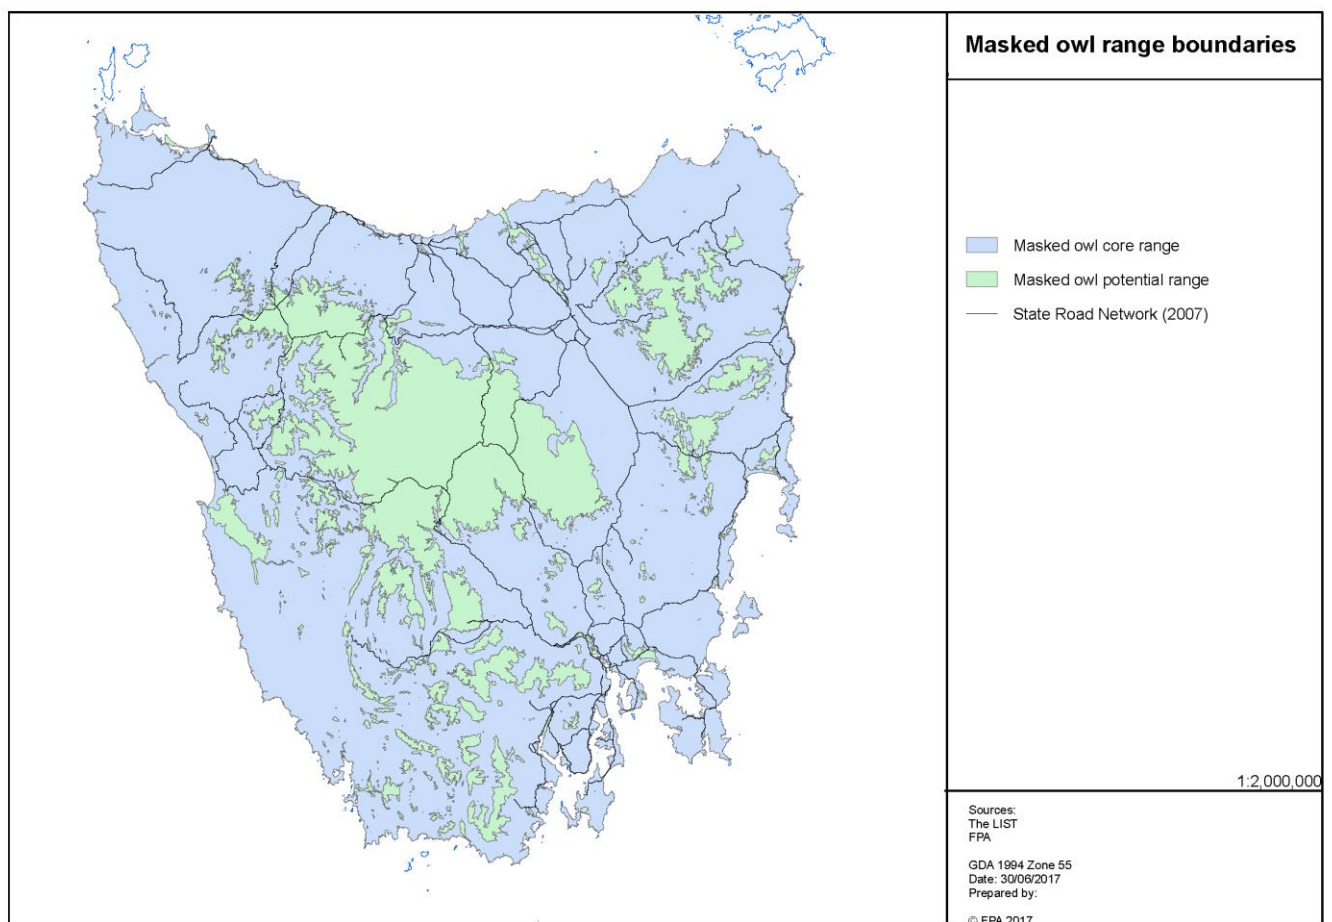 Masked owl range boundaries
Masked owl core range
Masked owl potential range
State Road Network (2007)
1:2,000,000
Sources:
The LIST
FPA
GDA 1994 Zone 55
Date: 30/06/2017
Prepared by:
© FPA 2017